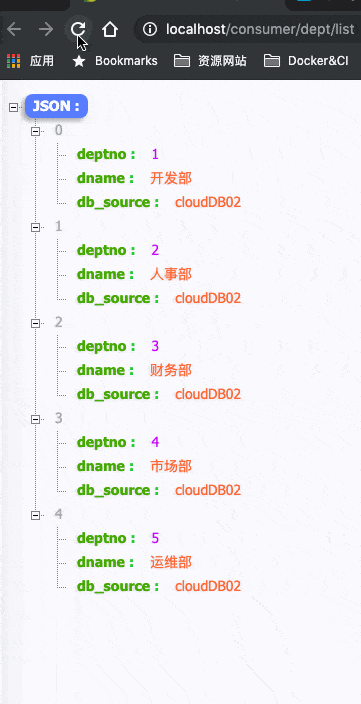 localhost/consumer/dept/list
应用 Bookmarks 资源网站 Docker&CI
JSON :
0
deptno : 1
dname : 开发部
db_source : cloudDB02
1
deptno : 2
dname : 人事部
db_source : cloudDB02
2
deptno : 3
dname : 财务部
db_source : cloudDB02
3
deptno : 4
dname : 市场部
db_source : cloudDB02
4
deptno : 5
dname : 运维部
db_source : cloudDB02